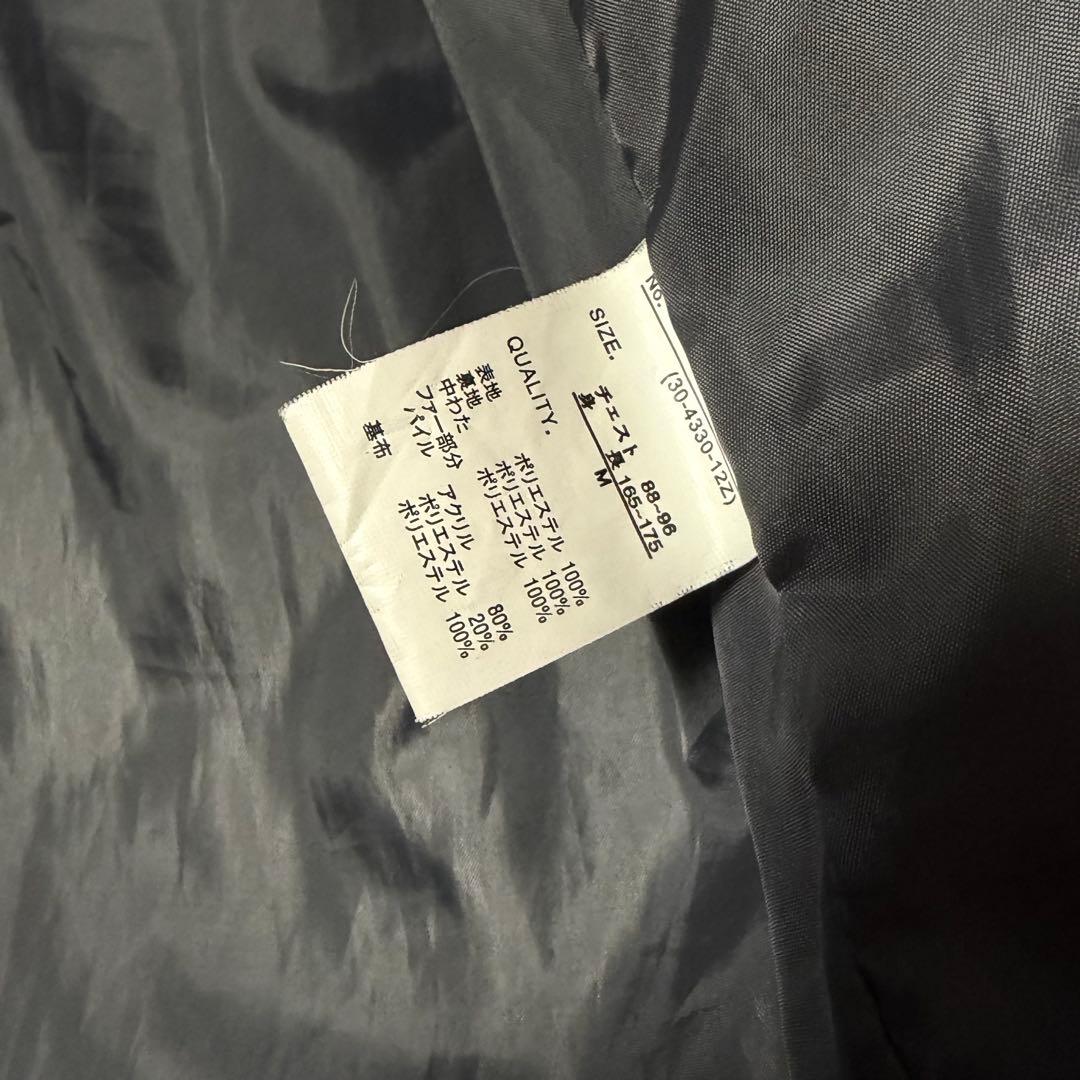 No. (30-4330-12Z)
SIZE. チェスト 88~96
身長 165~175
M
QUALITY.
表地 ポリエステル 100%
裏地 ポリエステル 100%
中わた ポリエステル 100%
ファー部分
パイル アクリル 80%
ポリエステル 20%
基布 ポリエステル 100%